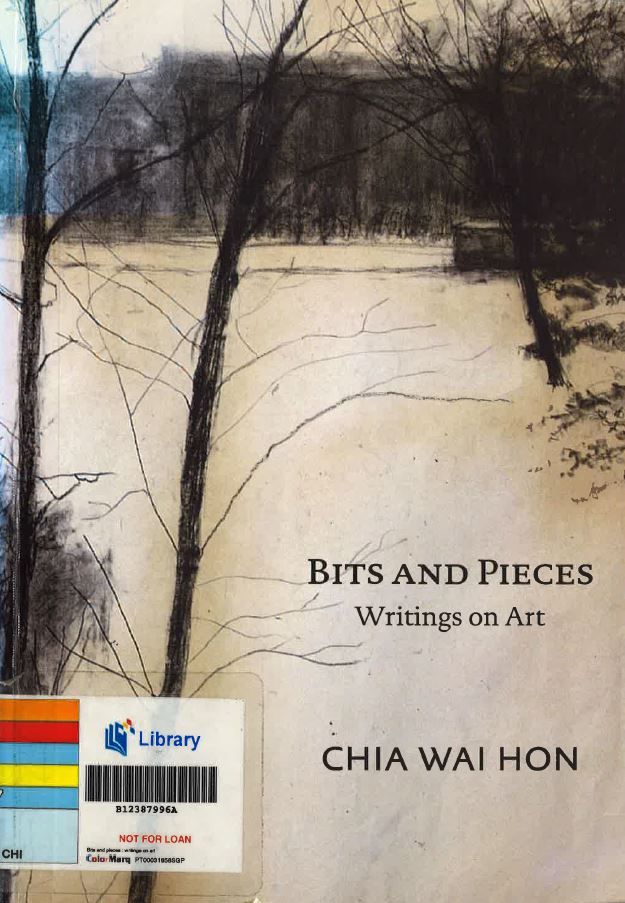 BITS AND PIECES
Writings on Art
CHIA WAI HON
Library
B12387996A
NOT FOR LOAN
Bits and pieces : writings on art
ColorMarq
CHI